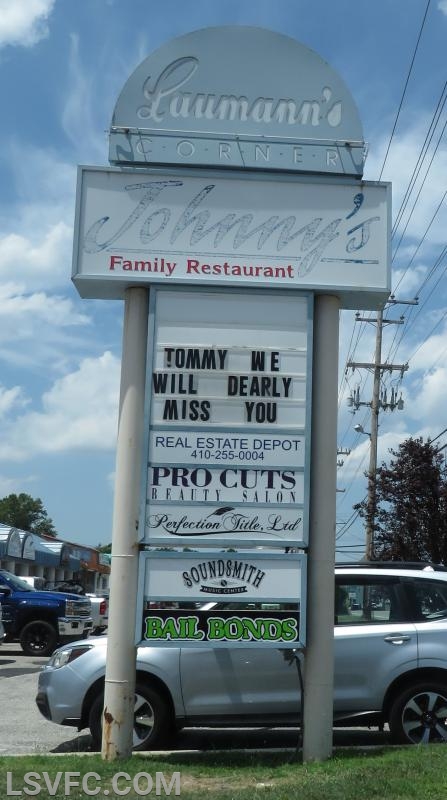 Laumann's
CORNER
Johnny's
Family Restaurant
TOMMY WE
WILL DEARLY
MISS YOU
REAL ESTATE DEPOT
410-255-0004
PRO CUTS
BEAUTY SALON
Perfection Title, Ltd
SOUNDSMITH
MUSIC CENTER
BAIL BONDS
LSVFC.COM